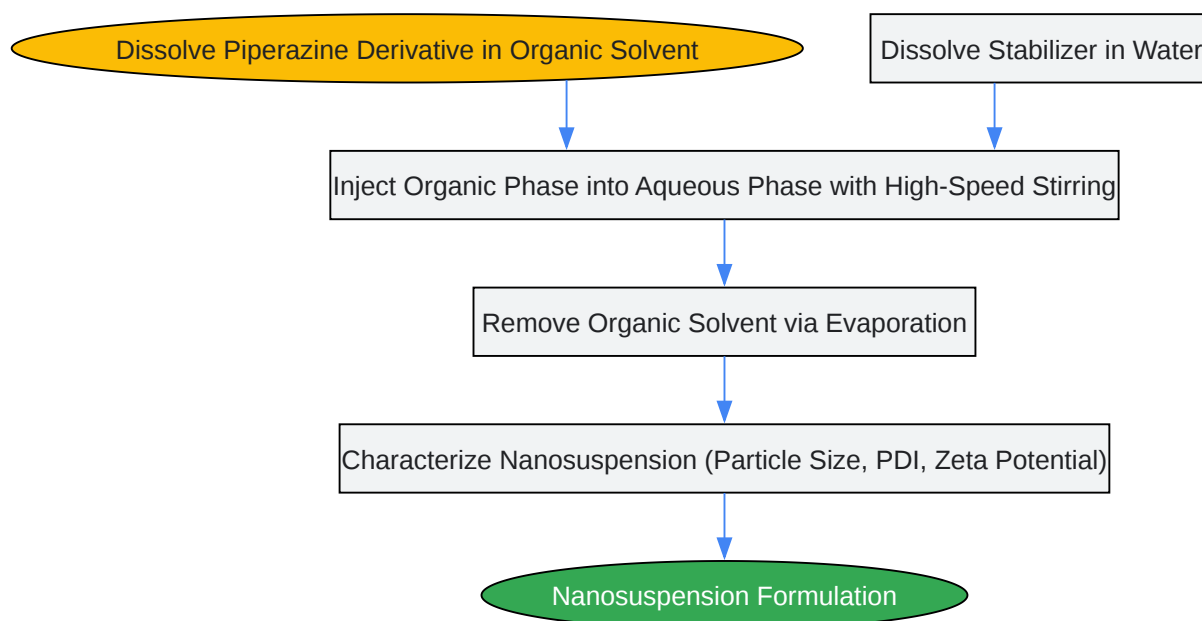 Dissolve Piperazine Derivative in Organic Solvent
Dissolve Stabilizer in Water
Inject Organic Phase into Aqueous Phase with High-Speed Stirring
Remove Organic Solvent via Evaporation
Characterize Nanosuspension (Particle Size, PDI, Zeta Potential)
Nanosuspension Formulation